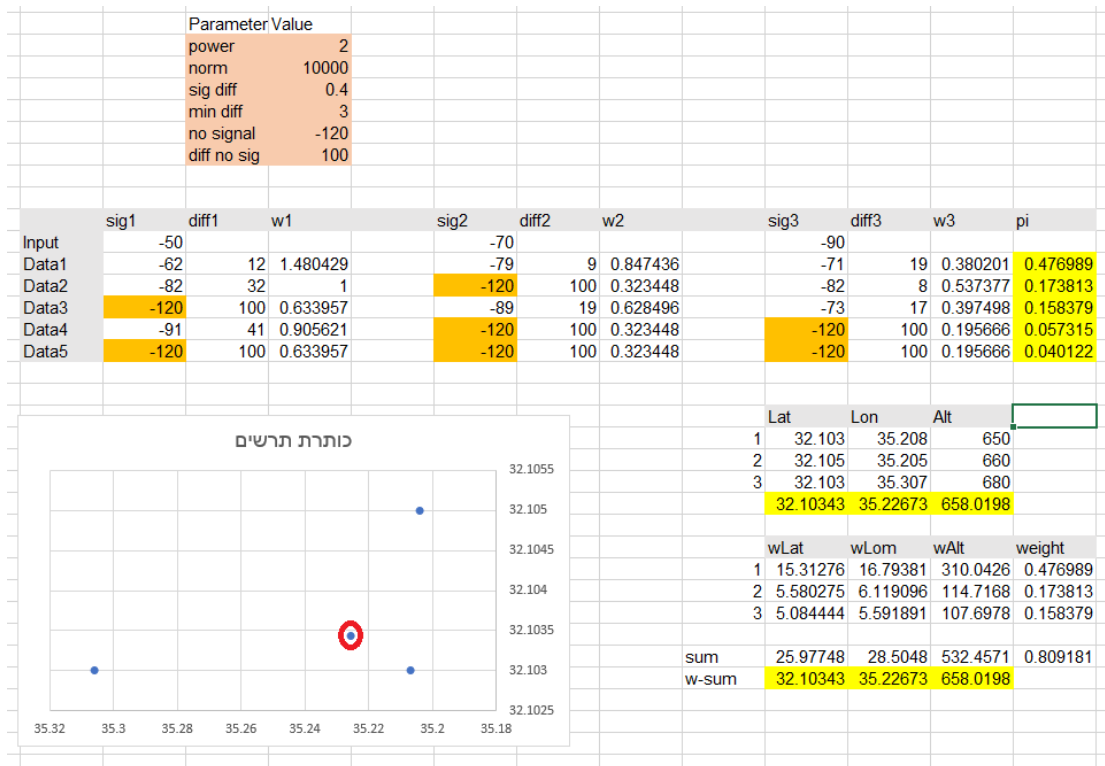 Parameter Value
power 2
norm 10000
sig diff 0.4
min diff 3
no signal -120
diff no sig 100
sig1 diff1 w1 sig2 diff2 w2 sig3 diff3 w3 pi
Input -50 -70 -90
Data1 -62 12 1.480429 -79 9 0.847436 -71 19 0.380201 0.476989
Data2 -82 32 1 -120 100 0.323448 -82 8 0.537377 0.173813
Data3 -120 100 0.633957 -89 19 0.628496 -73 17 0.397498 0.158379
Data4 -91 41 0.905621 -120 100 0.323448 -120 100 0.195666 0.057315
Data5 -120 100 0.633957 -120 100 0.323448 -120 100 0.195666 0.040122
Lat Lon Alt
1 32.103 35.208 650
2 32.105 35.205 660
3 32.103 35.307 680
32.10343 35.22673 658.0198
wLat wLom wAlt weight
1 15.31276 16.79381 310.0426 0.476989
2 5.580275 6.119096 114.7168 0.173813
3 5.084444 5.591891 107.6978 0.158379
sum 25.97748 28.5048 532.4571 0.809181
w-sum 32.10343 35.22673 658.0198
כותרת תרשים
32.1055
32.105
32.1045
32.104
32.1035
32.103
32.1025
35.32 35.3 35.28 35.26 35.24 35.22 35.2 35.18